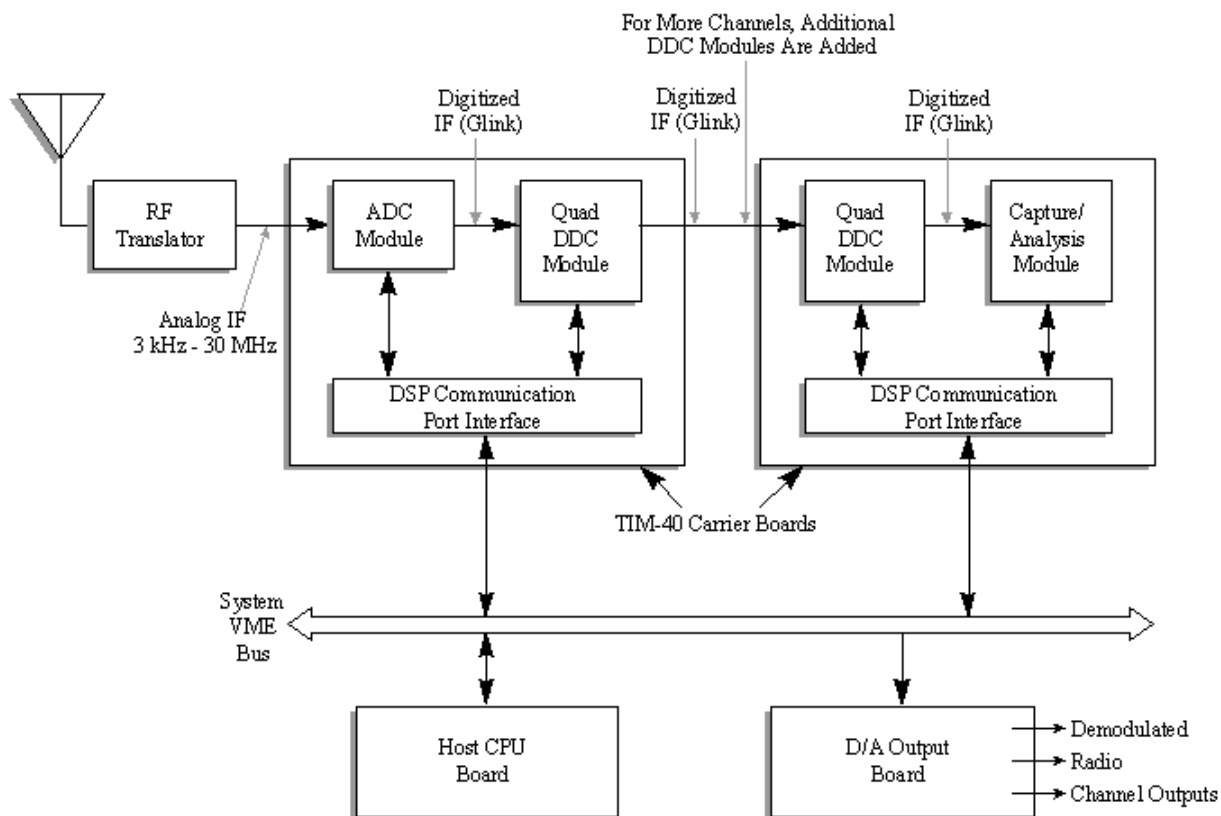 For More Channels, Additional
DDC Modules Are Added
Digitized
IF (Glink)
Digitized
IF (Glink)
Digitized
IF (Glink)
RF
Translator
ADC
Module
Quad
DDC
Module
Quad
DDC
Module
Capture/
Analysis
Module
Analog IF
3 kHz - 30 MHz
DSP Communication
Port Interface
DSP Communication
Port Interface
TIM-40 Carrier Boards
System
VME
Bus
Host CPU
Board
D/A Output
Board
Demodulated
Radio
Channel Outputs